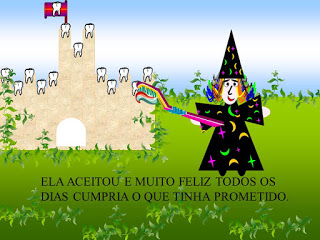 ELA ACEITOU E MUITO FELIZ TODOS OS
DIAS CUMPRIA O QUE TINHA PROMETIDO.